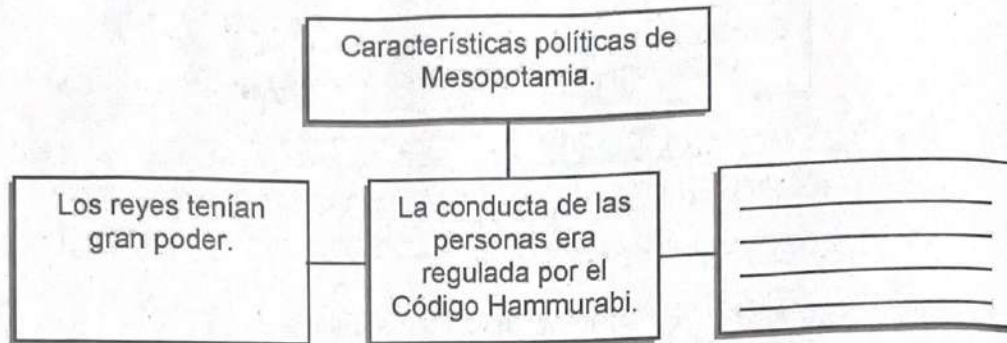 Características políticas de
Mesopotamia.
Los reyes tenían
gran poder.
La conducta de las
personas era
regulada por el
Código Hammurabi.